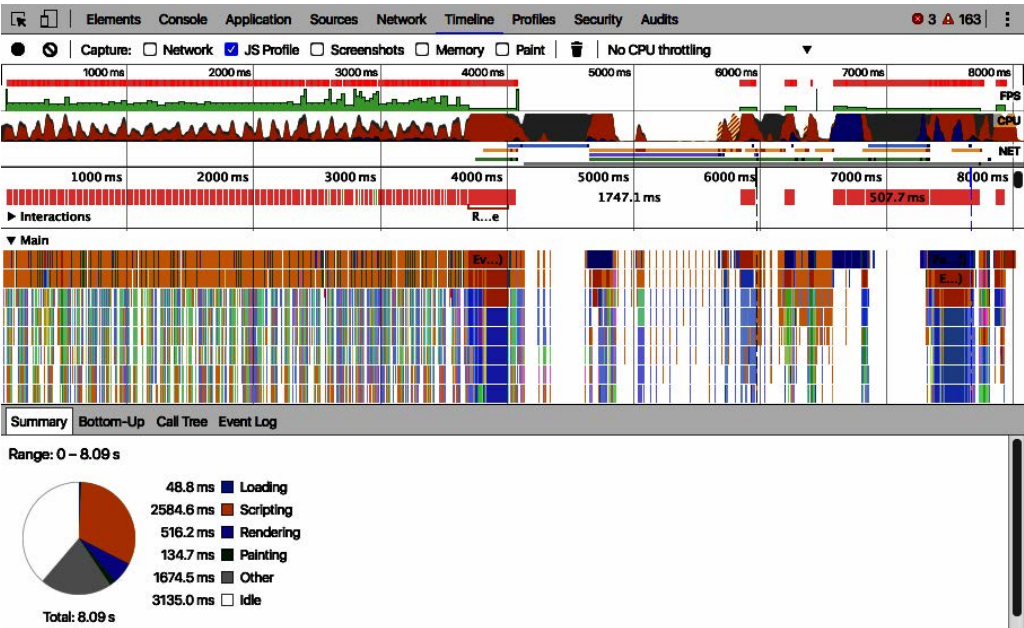 Elements Console Application Sources Network Timeline Profiles Security Audits 3 163
Capture: Network JS Profile Screenshots Memory Paint No CPU throttling
1000 ms 2000 ms 3000 ms 4000 ms 5000 ms 6000 ms 7000 ms 8000 ms
FPS
CPU
NET
1000 ms 2000 ms 3000 ms 4000 ms 5000 ms 6000 ms 7000 ms 8000 ms
1747.1 ms 507.7 ms
Interactions R...e
Main
Ev...)
E...)
Summary Bottom-Up Call Tree Event Log
Range: 0 – 8.09 s
48.8 ms Loading
2584.6 ms Scripting
516.2 ms Rendering
134.7 ms Painting
1674.5 ms Other
3135.0 ms Idle
Total: 8.09 s